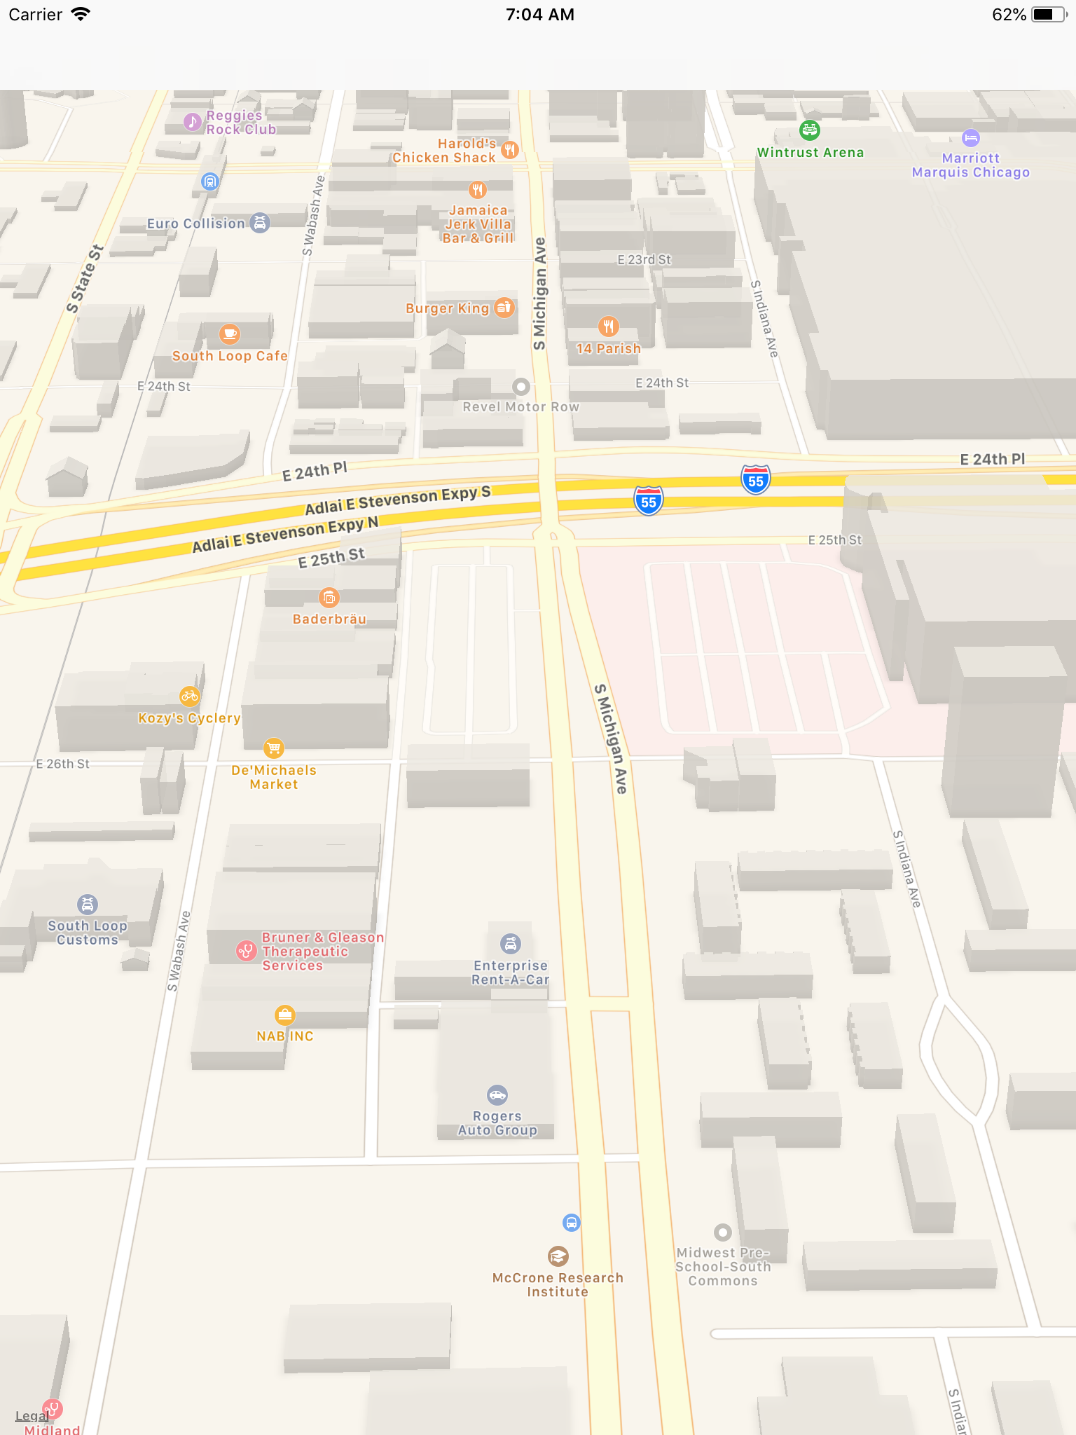 Carrier
7:04 AM
62%
Reggies
Rock Club
Wintrust Arena
Harold's
Chicken Shack
Marriott
Marquis Chicago
Jamaica
Jerk Villa
Bar & Grill
Euro Collision
S Wabash Ave
E 23rd St
S State St
S Michigan Ave
S Indiana Ave
Burger King
14 Parish
South Loop Cafe
E 24th St
E 24th St
Revel Motor Row
E 24th Pl
E 24th Pl
Adlai E Stevenson Expy S
55
55
Adlai E Stevenson Expy N
E 25th St
E 25th St
Baderbräu
Kozy's Cyclery
S Michigan Ave
E 26th St
De'Michaels
Market
S Indiana Ave
South Loop
Customs
S Wabash Ave
Bruner & Gleason
Therapeutic
Services
Enterprise
Rent-A-Car
NAB INC
Rogers
Auto Group
Midwest Pre-
School-South
Commons
McCrone Research
Institute
S Indian
Legal
Midland